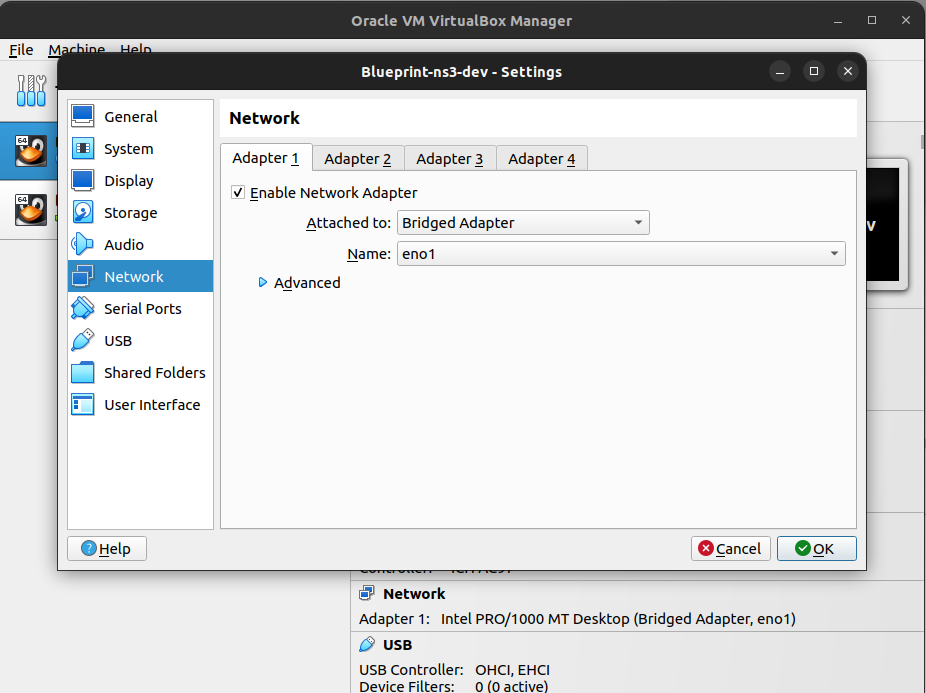 Oracle VM VirtualBox Manager
File Machine Help
Blueprint-ns3-dev - Settings
General
System
Display
Storage
Audio
Network
Serial Ports
USB
Shared Folders
User Interface
Network
Adapter 1 Adapter 2 Adapter 3 Adapter 4
Enable Network Adapter
Attached to: Bridged Adapter
Name: eno1
Advanced
Help Cancel OK
64
64
v
Network
Adapter 1: Intel PRO/1000 MT Desktop (Bridged Adapter, eno1)
USB
USB Controller: OHCI, EHCI
Device Filters: 0 (0 active)